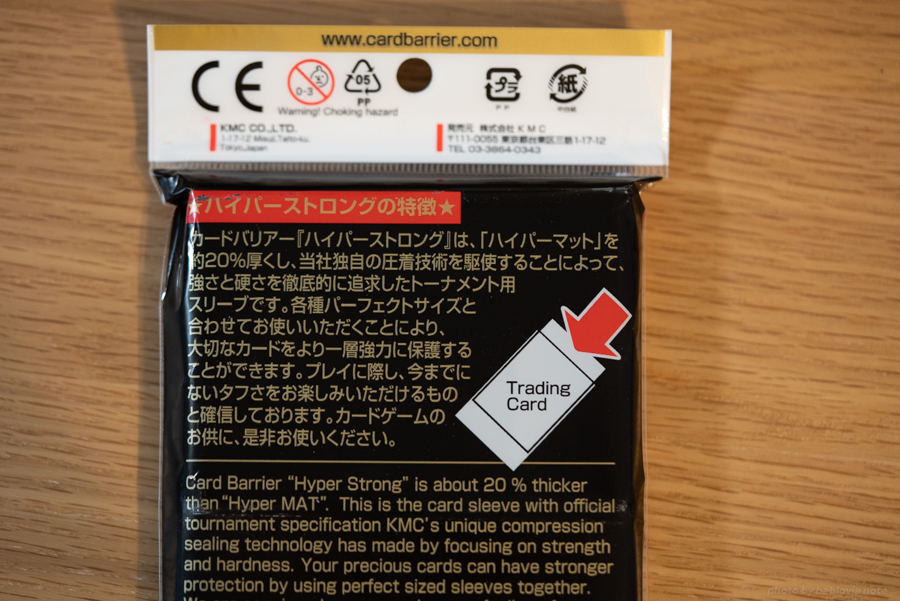 www.cardbarrier.com
CE
0-3
05
PP
プラ
PP
紙
Warning! Choking hazard
KMC CO.,LTD.
Tokyo,Japan
発売元 株式会社 KMC
〒111-0055 東京都台東区三筋1-17-12
TEL 03-3864-0343
★ハイパーストロングの特徴★
カードバリアー『ハイパーストロング』は、「ハイパーマット」を
約20%厚くし、当社独自の圧着技術を駆使することによって、
強さと硬さを徹底的に追求したトーナメント用
スリーブです。各種パーフェクトサイズと
合わせてお使いいただくことにより、
大切なカードをより一層強力に保護する
ことができます。プレイに際し、今までに
ないタフさをお楽しみいただけるもの
と確信しております。カードゲームの
お供に、是非お使いください。
Trading
Card
Card Barrier "Hyper Strong" is about 20 % thicker
than "Hyper MAT". This is the card sleeve with official
tournament specification KMC's unique compression
sealing technology has made by focusing on strength
and hardness. Your precious cards can have stronger
protection by using perfect sized sleeves together.